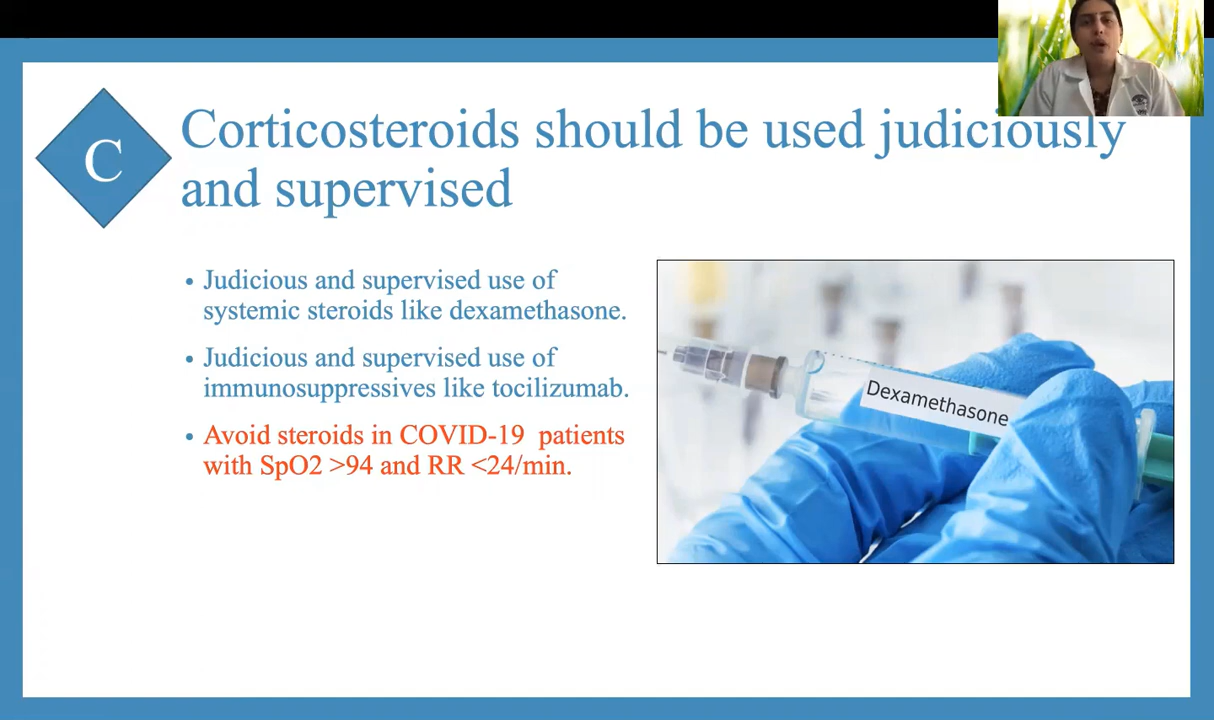 C
Corticosteroids should be used judiciously
and supervised
• Judicious and supervised use of
systemic steroids like dexamethasone.
• Judicious and supervised use of
immunosuppressives like tocilizumab.
• Avoid steroids in COVID-19 patients
with SpO2 >94 and RR <24/min.
Dexamethasone